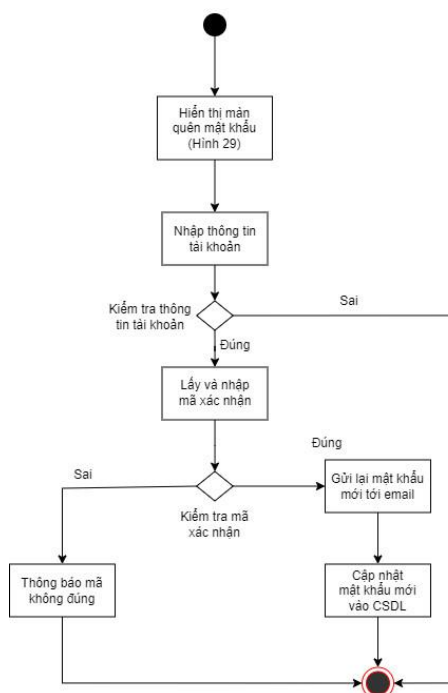 Hiển thị màn
quên mật khẩu
(Hình 29)
Nhập thông tin
tài khoản
Kiểm tra thông
tin tài khoản
Sai
Đúng
Lấy và nhập
mã xác nhận
Sai
Đúng
Kiểm tra mã
xác nhận
Gửi lại mật khẩu
mới tới email
Thông báo mã
không đúng
Cập nhật
mật khẩu mới
vào CSDL